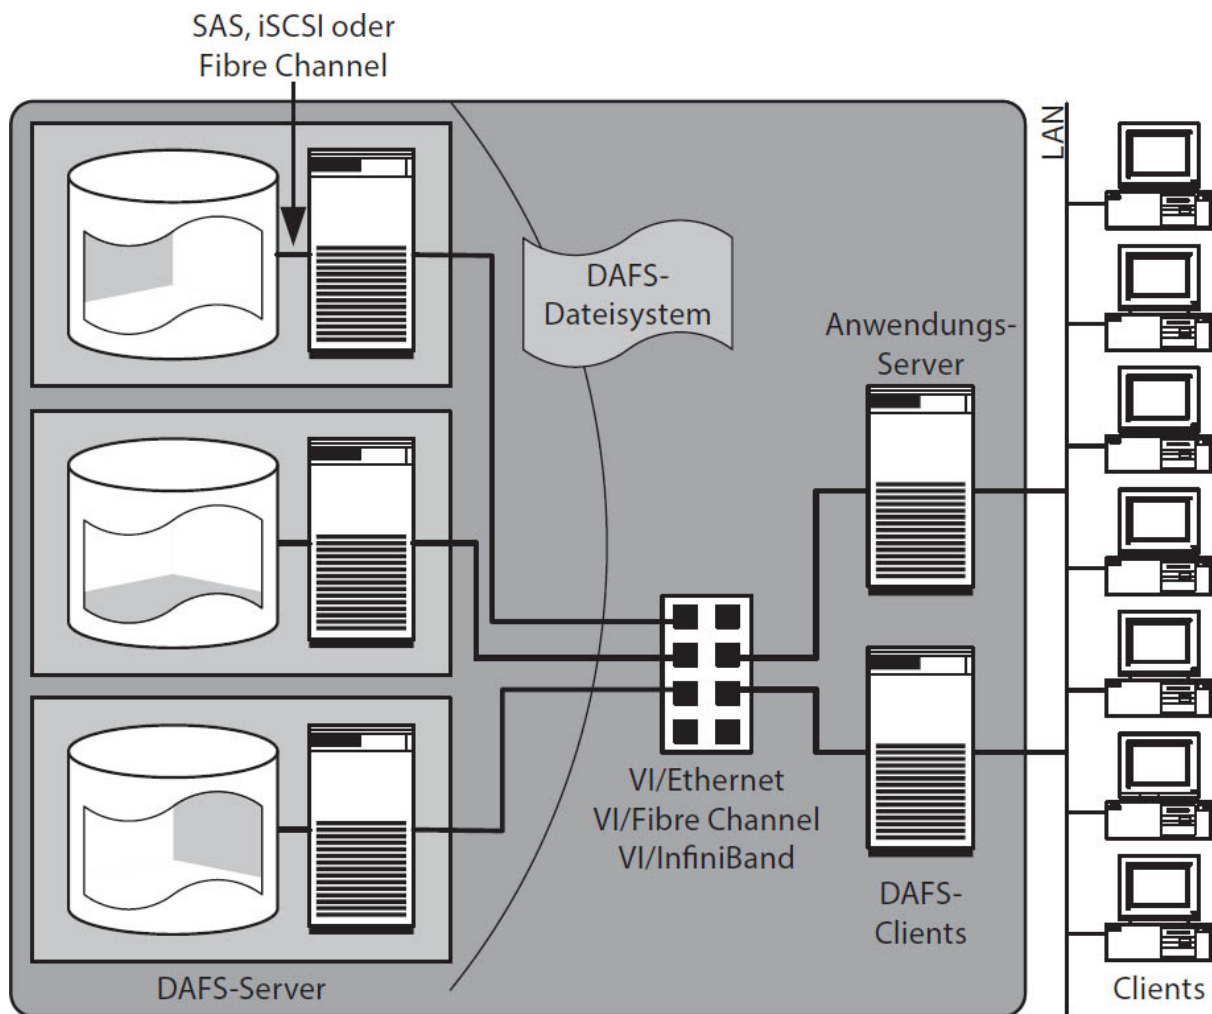 SAS, iSCSI oder
Fibre Channel
LAN
DAFS-
Dateisystem
Anwendungs-
Server
VI/Ethernet
VI/Fibre Channel
VI/InfiniBand
DAFS-
Clients
DAFS-Server
Clients